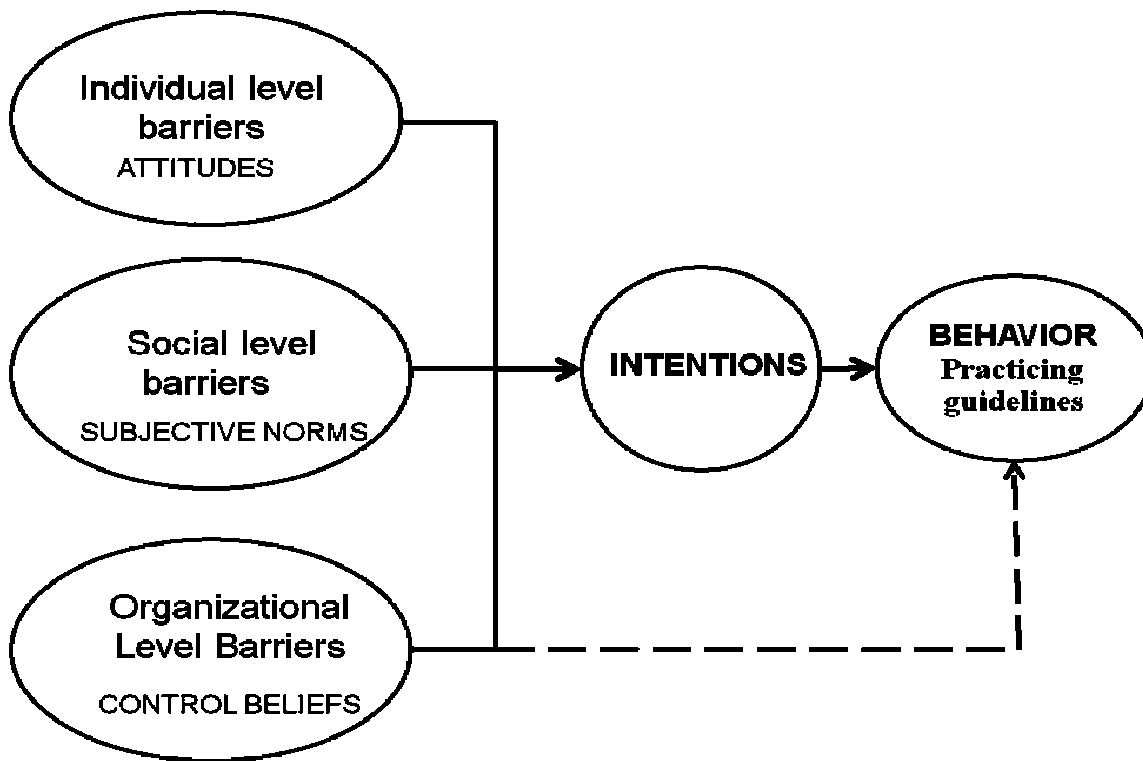 Individual level
barriers
ATTITUDES
Social level
barriers
SUBJECTIVE NORMS
Organizational
Level Barriers
CONTROL BELIEFS
INTENTIONS
BEHAVIOR
Practicing
guidelines